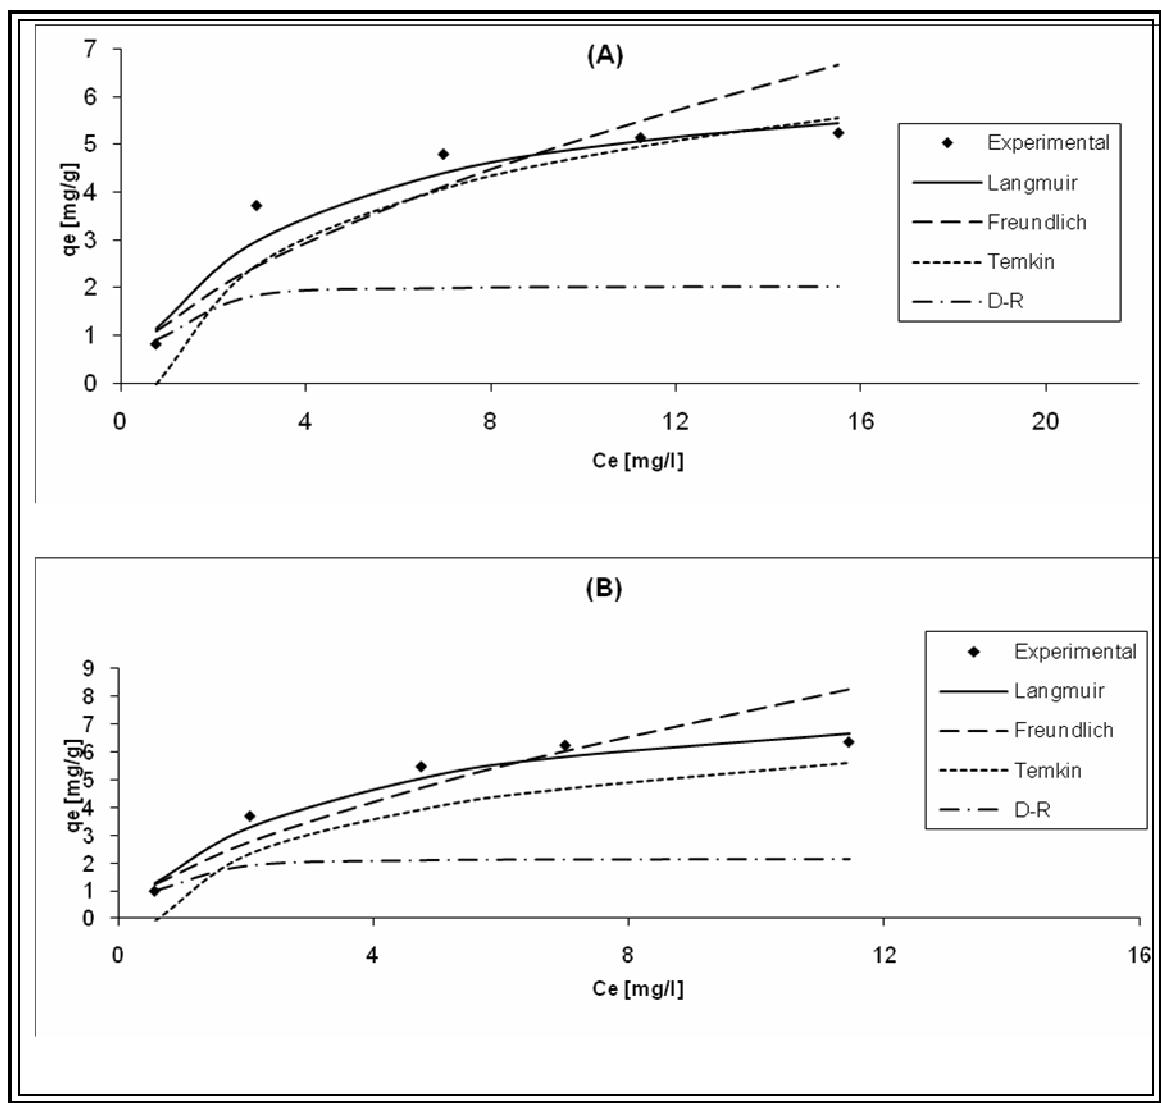 (A)
7
6
5
4
3
2
1
0
qe [mg/g]
0 4 8 12 16 20
Ce [mg/l]
Experimental
Langmuir
Freundlich
Temkin
D-R
(B)
9
8
7
6
5
4
3
2
1
0
qe [mg/g]
0 4 8 12 16
Ce [mg/l]
Experimental
Langmuir
Freundlich
Temkin
D-R